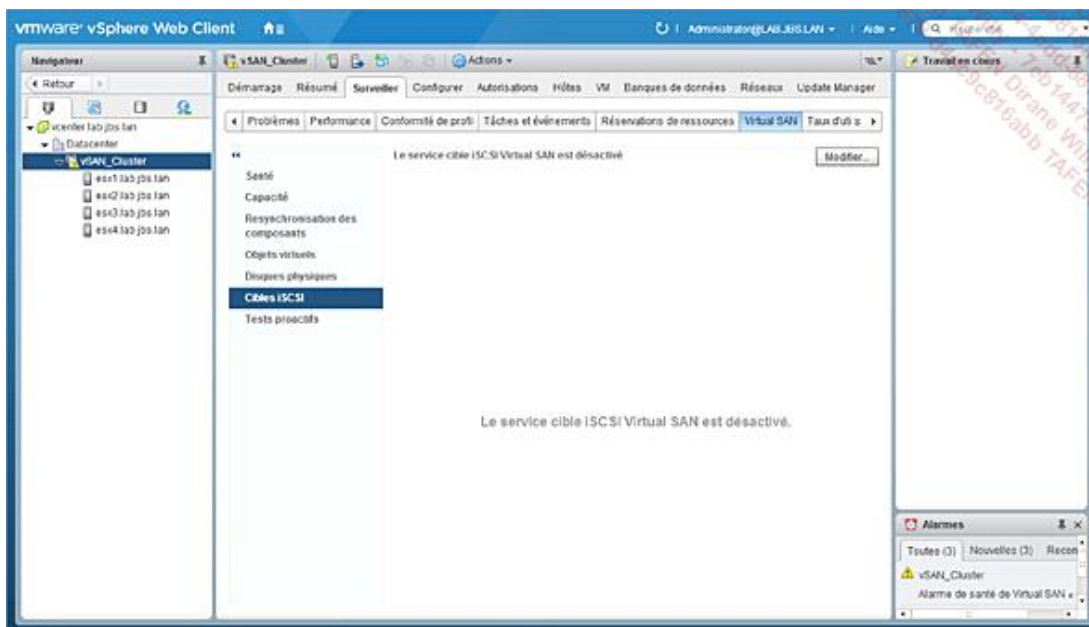 vmware® vSphere Web Client
Administrator@LAB.JBS.LAN
Aide
Navigateur
Retour
vcenter.lab.jbs.lan
Datacenter
vSAN_Cluster
esx1.lab.jbs.lan
esx2.lab.jbs.lan
esx3.lab.jbs.lan
esx4.lab.jbs.lan
vSAN_Cluster
Actions
Démarrage Résumé Surveiller Configurer Autorisations Hôtes VM Banques de données Réseaux Update Manager
Problèmes Performance Conformité de profi Tâches et événements Réservations de ressources Virtual SAN Taux d'uti
Le service cible iSCSI Virtual SAN est désactivé
Modifier...
Santé
Capacité
Resynchronisation des
composants
Objets virtuels
Disques physiques
Cibles iSCSI
Tests proactifs
Le service cible iSCSI Virtual SAN est désactivé.
Travail en cours
Alarmes
Toutes (3) Nouvelles (3) Recon
vSAN_Cluster
Alarme de santé de Virtual SAN «